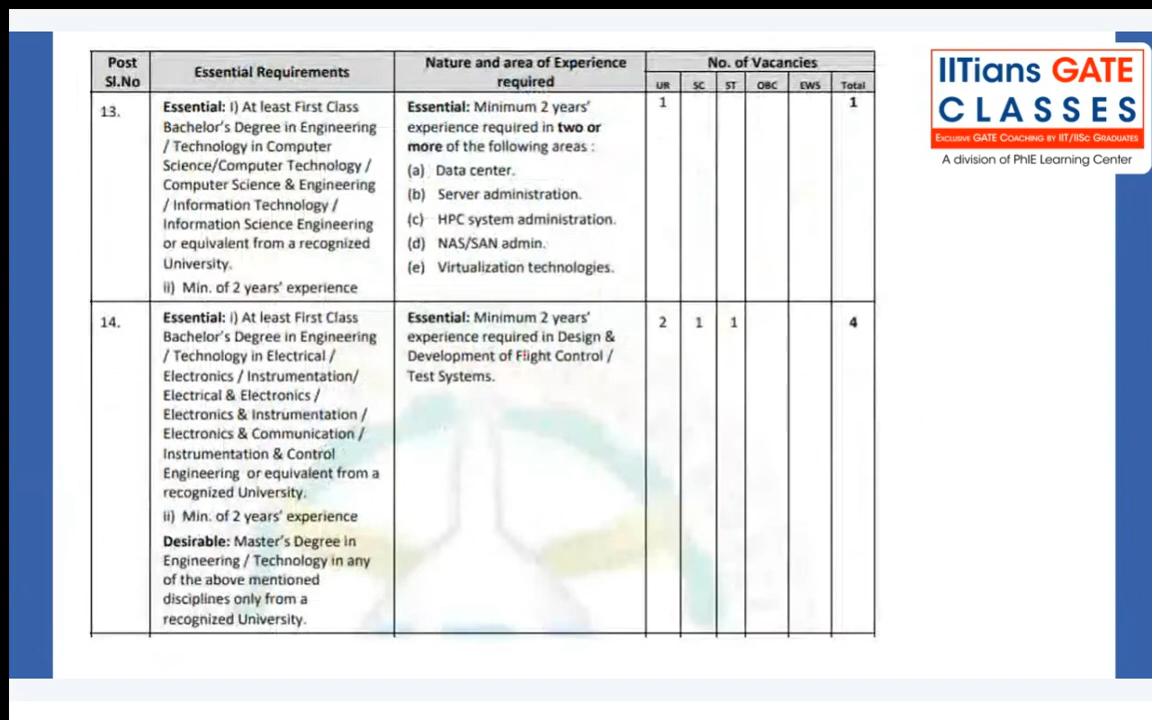 Post Sl.No
Essential Requirements
Nature and area of Experience required
No. of Vacancies
UR SC ST OBC EWS Total
13.
Essential: i) At least First Class
Bachelor's Degree in Engineering
/ Technology in Computer
Science/Computer Technology /
Computer Science & Engineering
/ Information Technology /
Information Science Engineering
or equivalent from a recognized
University.
ii) Min. of 2 years' experience
Essential: Minimum 2 years'
experience required in two or
more of the following areas :
(a) Data center.
(b) Server administration.
(c) HPC system administration.
(d) NAS/SAN admin.
(e) Virtualization technologies.
1 1
14.
Essential: i) At least First Class
Bachelor's Degree in Engineering
/ Technology in Electrical /
Electronics / Instrumentation/
Electrical & Electronics /
Electronics & Instrumentation /
Electronics & Communication /
Instrumentation & Control
Engineering or equivalent from a
recognized University.
ii) Min. of 2 years' experience
Desirable: Master's Degree in
Engineering / Technology in any
of the above mentioned
disciplines only from a
recognized University.
Essential: Minimum 2 years'
experience required in Design &
Development of Flight Control /
Test Systems.
2 1 1 4
IITians GATE
CLASSES
EXCLUSIVE GATE COACHING BY IIT/IISC GRADUATES
A division of PhIE Learning Center